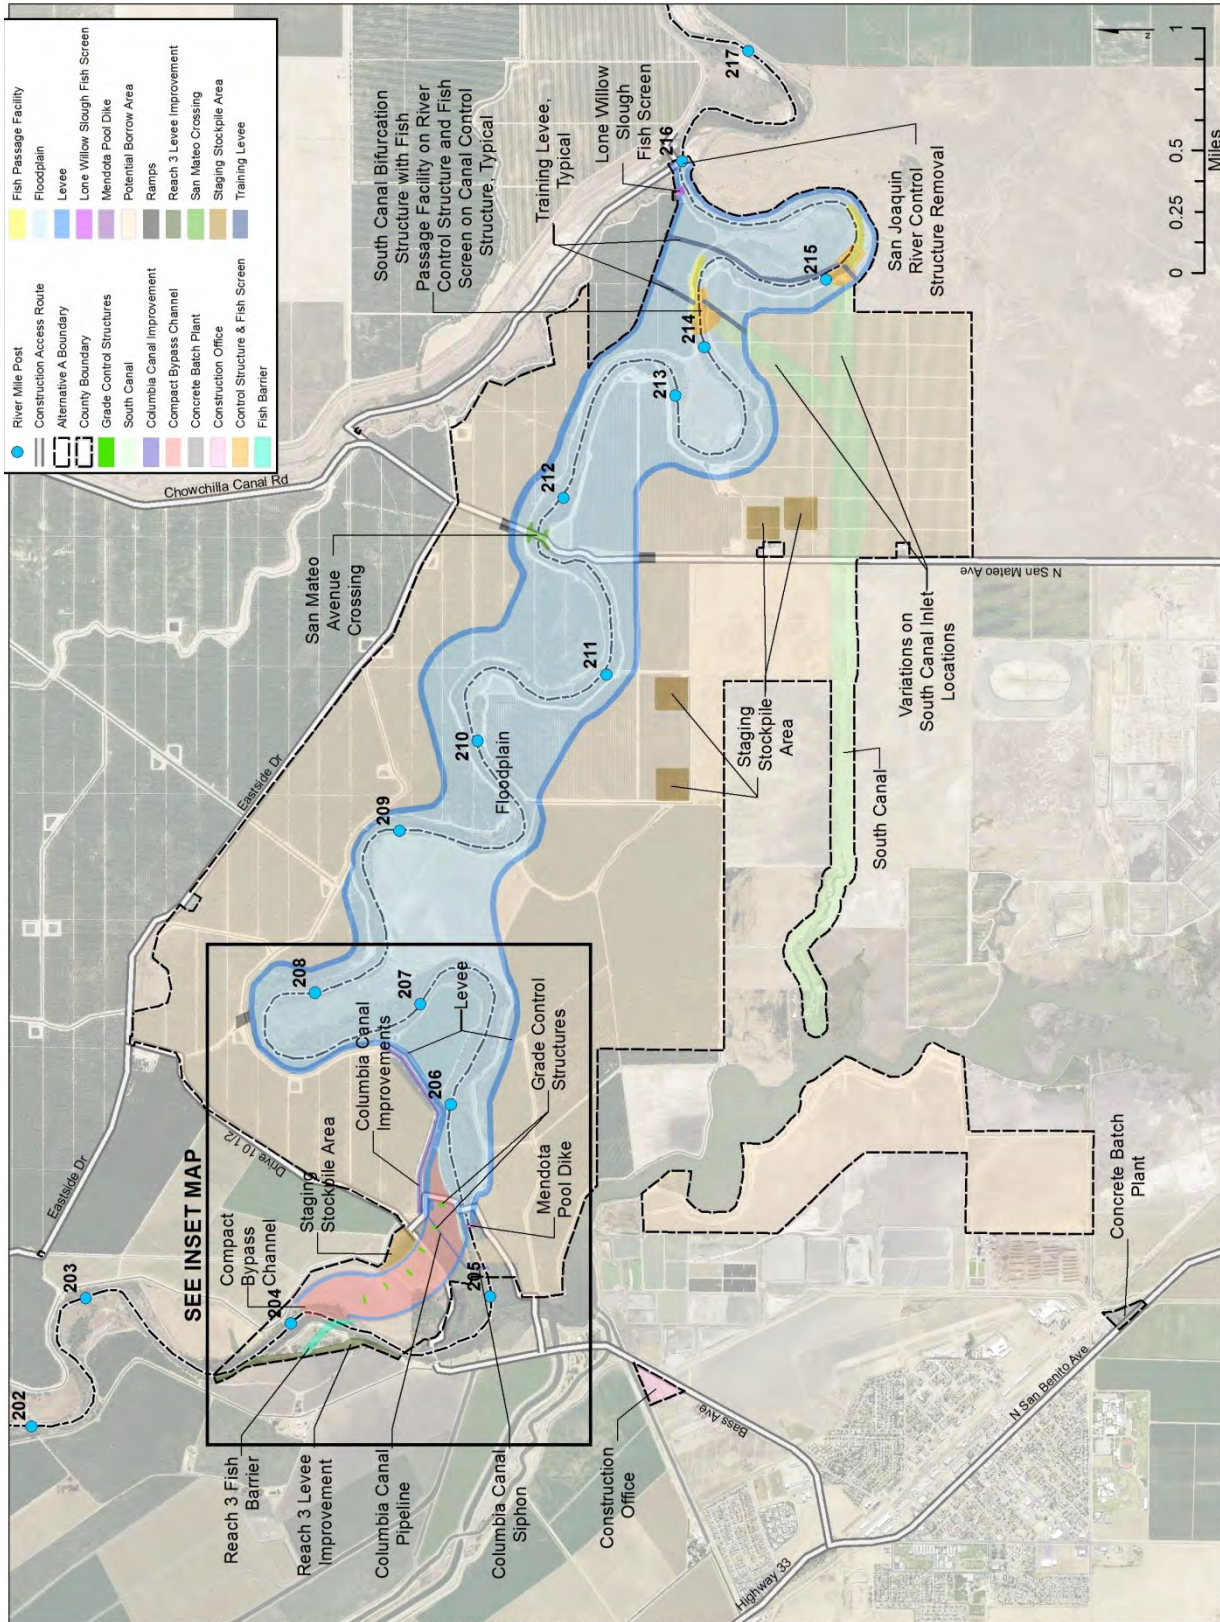 River Mile Post
Construction Access Route
Alternative A Boundary
County Boundary
Grade Control Structures
South Canal
Columbia Canal Improvement
Compact Bypass Channel
Concrete Batch Plant
Construction Office
Control Structure & Fish Screen
Fish Barrier
Fish Passage Facility
Floodplain
Levee
Lone Willow Slough Fish Screen
Mendota Pool Dike
Potential Borrow Area
Ramps
Reach 3 Levee Improvement
San Mateo Crossing
Staging Stockpile Area
Training Levee
202
203
Eastside Dr
Eastside Dr
Chowchilla Canal Rd
SEE INSET MAP
Drive 10 1/2
Compact
Bypass
Channel
204
Staging
Stockpile Area
Columbia Canal
Improvements
208
207
206
205
Levee
Grade Control
Structures
Mendota
Pool Dike
Reach 3 Fish
Barrier
Reach 3 Levee
Improvement
Columbia Canal
Pipeline
Columbia Canal
Siphon
Construction
Office
209
210
Floodplain
211
San Mateo
Avenue
Crossing
212
213
214
215
216
217
South Canal Bifurcation
Structure with Fish
Passage Facility on River
Control Structure and Fish
Screen on Canal Control
Structure, Typical
Training Levee,
Typical
Lone Willow
Slough
Fish Screen
San Joaquin
River Control
Structure Removal
Staging
Stockpile
Area
N San Mateo Ave
Variations on
South Canal Inlet
Locations
South Canal
Concrete Batch
Plant
Bass Ave
N San Benito Ave
Highway 33
0
0.25
0.5
1
Miles
z